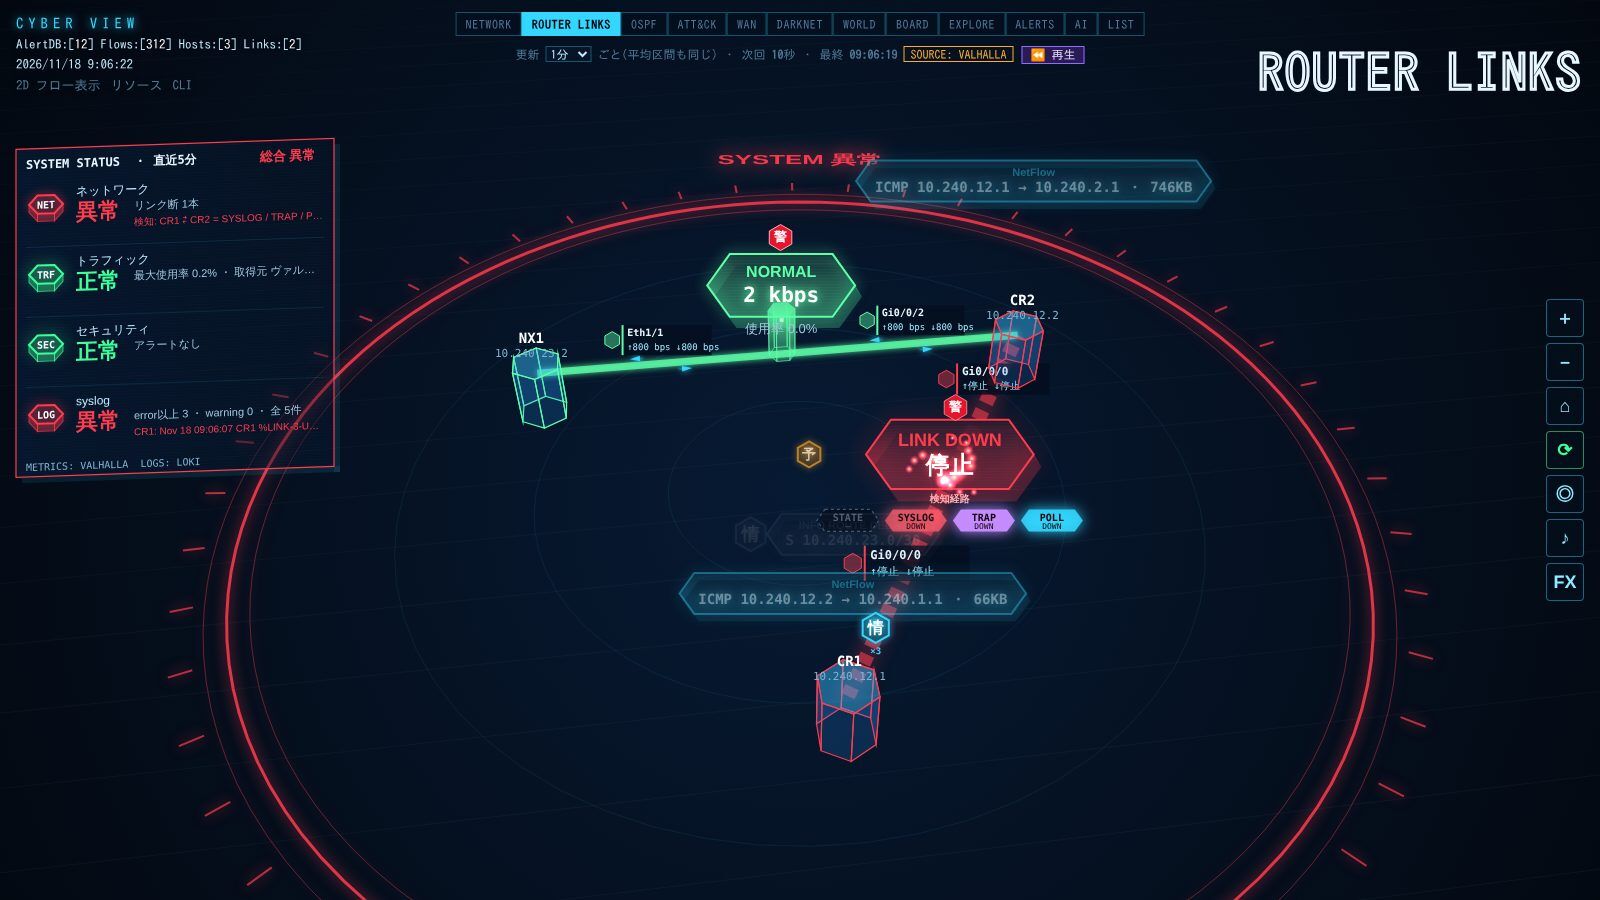 CYBER VIEW
AlertDB:[12] Flows:[312] Hosts:[3] Links:[2]
2026/11/18 9:06:22
2D フロー表示 リソース CLI
NETWORK ROUTER LINKS OSPF ATT&CK WAN DARKNET WORLD BOARD EXPLORE ALERTS AI LIST
更新 1分 ごと(平均区間も同じ) ・ 次回 10秒 ・ 最終 09:06:19 SOURCE: VALHALLA ⏪ 再生
ROUTER LINKS
SYSTEM STATUS ・ 直近5分 総合 異常
NET
ネットワーク
異常
リンク断 1本
検知: CR1 ⇄ CR2 = SYSLOG / TRAP / P…
TRF
トラフィック
正常
最大使用率 0.2% ・ 取得元 ヴァル…
SEC
セキュリティ
正常
アラートなし
LOG
syslog
異常
error以上 3 ・ warning 0 ・ 全 5件
CR1: Nov 18 09:06:07 CR1 %LINK-3-U…
METRICS: VALHALLA LOGS: LOKI
SYSTEM 異常
NetFlow
ICMP 10.240.12.1 → 10.240.2.1 ・ 746KB
警
NORMAL
2 kbps
使用率 0.0%
NX1
10.240.23.2
Eth1/1
↑800 bps ↓800 bps
Gi0/0/2
↑800 bps ↓800 bps
CR2
10.240.12.2
Gi0/0/0
↑停止 ↓停止
警
LINK DOWN
停止
検知経路
予
STATE
SYSLOG
DOWN
TRAP
DOWN
POLL
DOWN
情
S 10.240.23.0/
Gi0/0/0
↑停止 ↓停止
NetFlow
ICMP 10.240.12.2 → 10.240.1.1 ・ 66KB
情
×3
CR1
10.240.12.1
+
−
⌂
⟳
◎
♪
FX